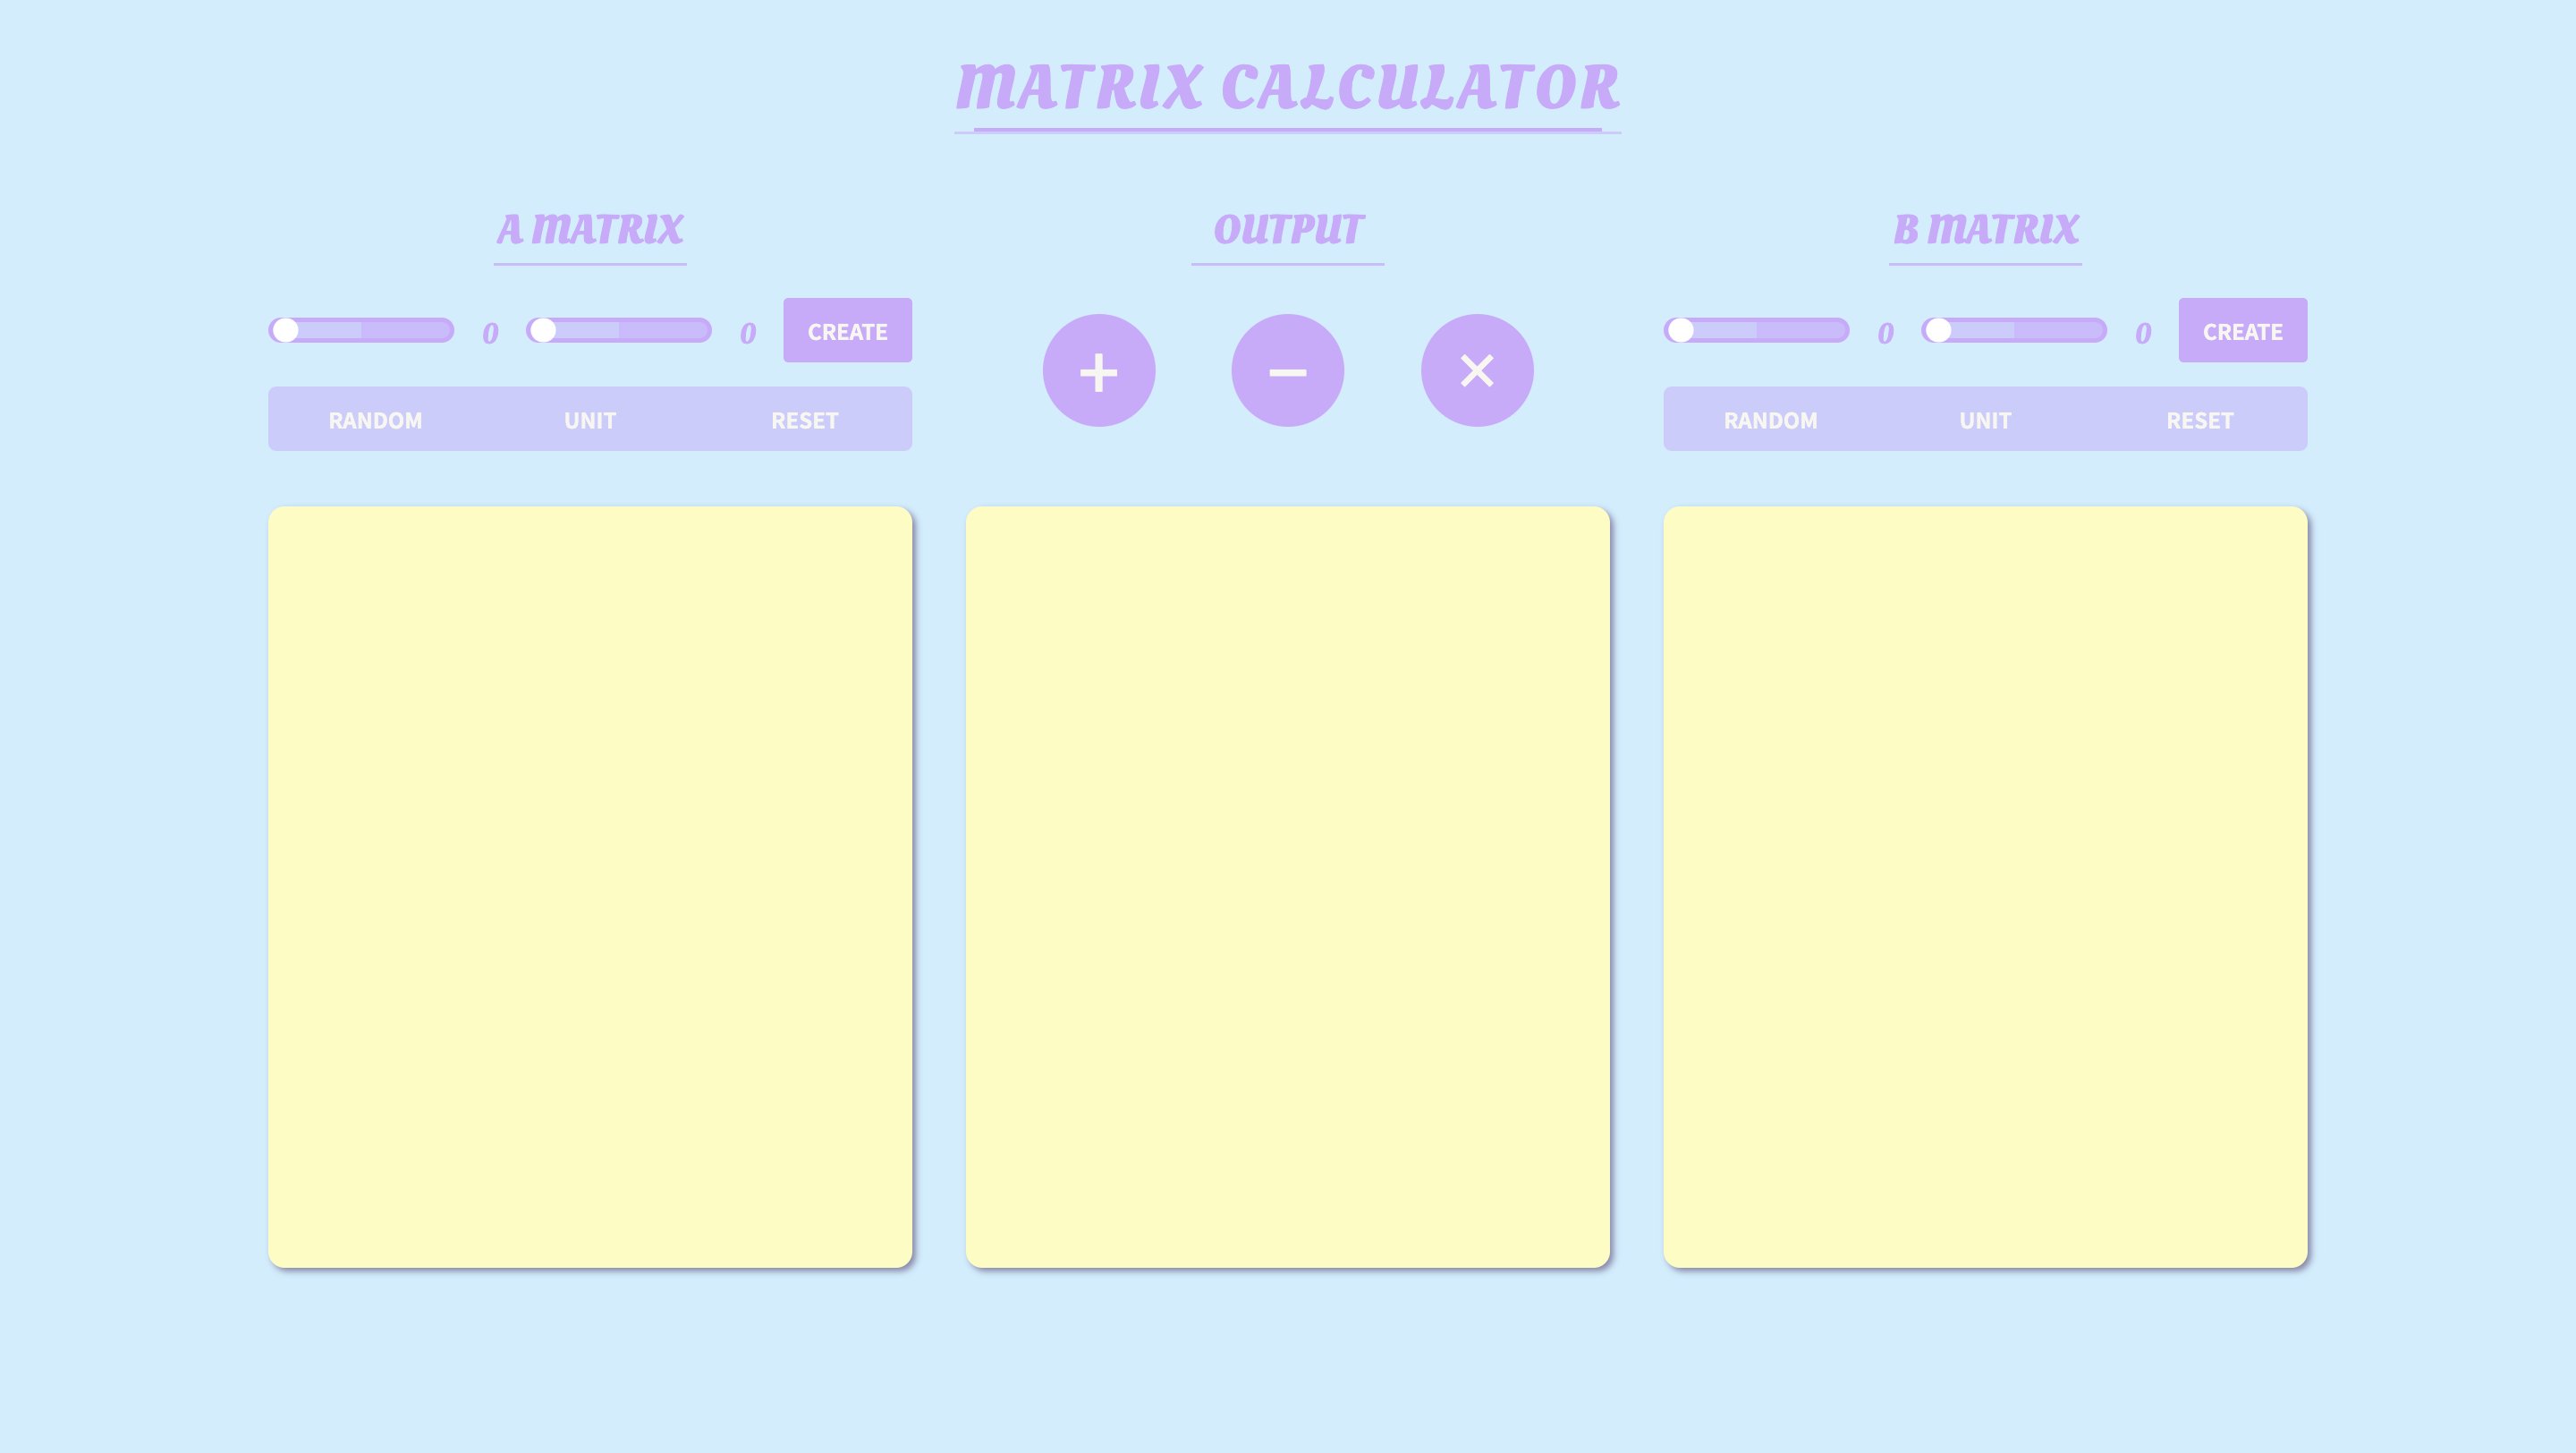 MATRIX CALCULATOR
A MATRIX
0 0 CREATE
RANDOM UNIT RESET
OUTPUT
+ − ×
B MATRIX
0 0 CREATE
RANDOM UNIT RESET